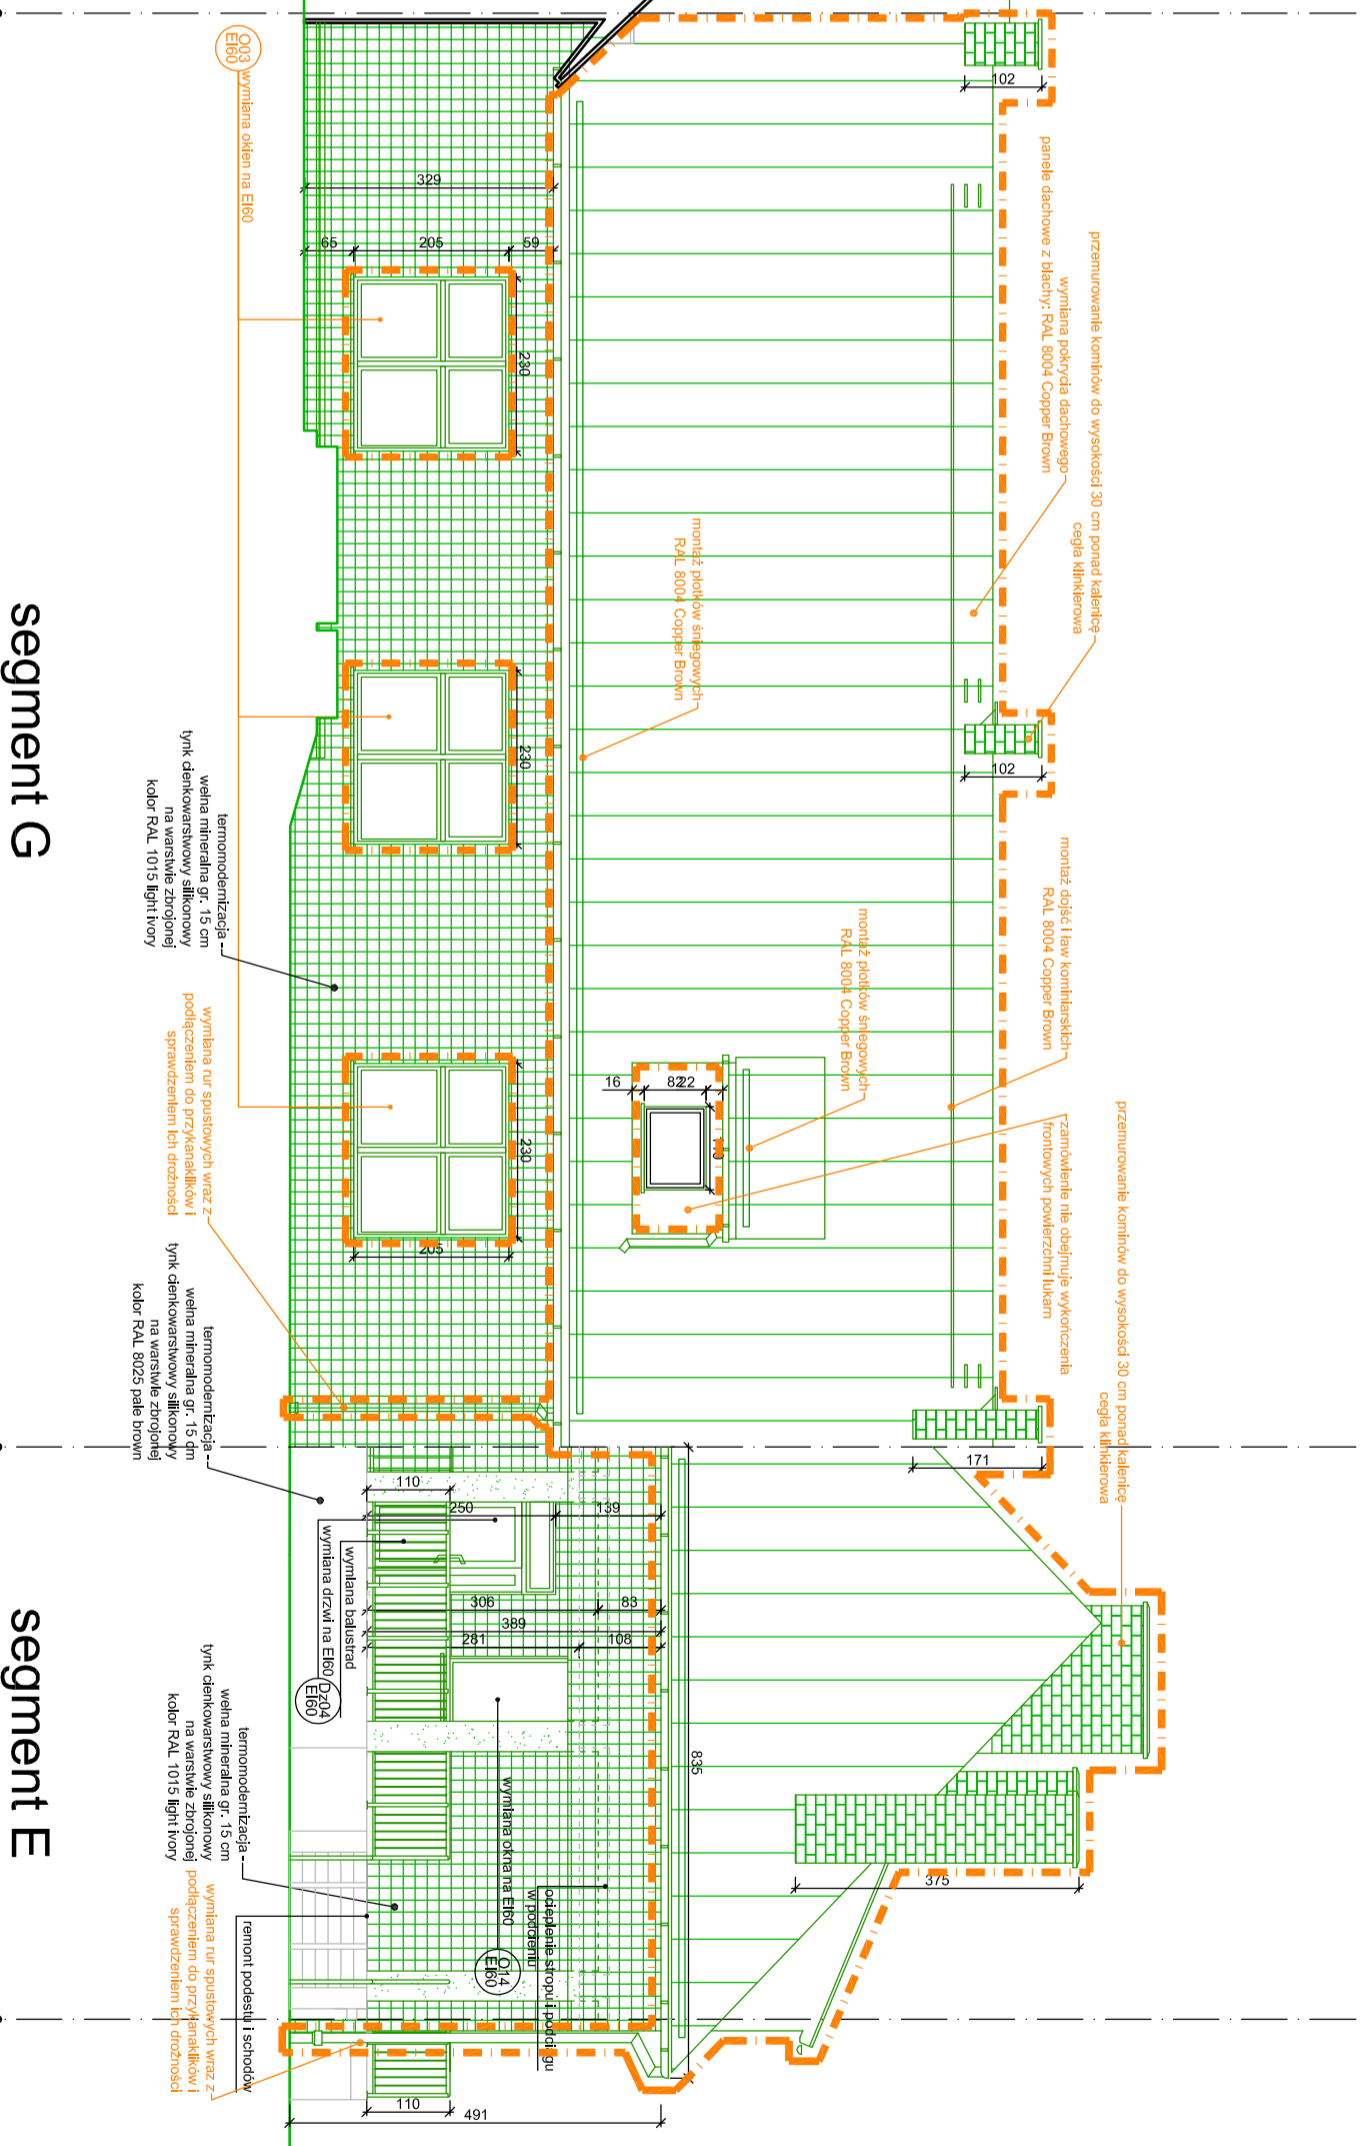 przemurowanie kominów do wysokości 30 cm ponad kalenicę
cegła klinkierowa
wymiana pokrycia dachowego
panele dachowe z blachy: RAL 8004 Copper Brown
102
102
171
375
835
montaż dojść i ław kominiarskich
RAL 8004 Copper Brown
przemurowanie kominów do wysokości 30 cm ponad kalenicę
cegła klinkierowa
zamówienie nie obejmuje wykończenia
frontowych powierzchni lukarn
montaż płotków śniegowych
RAL 8004 Copper Brown
montaż płotków śniegowych
RAL 8004 Copper Brown
16
82
22
329
65
205
59
230
230
230
205
O03
EI60
wymiana okien na EI60
termomodernizacja
wełna mineralna gr. 15 cm
tynk cienkowarstwowy silikonowy
na warstwie zbrojonej
kolor RAL 1015 light ivory
wymiana rur spustowych wraz z
podłączeniem do przykanalików i
sprawdzeniem ich drożności
termomodernizacja
wełna mineralna gr. 15 cm
tynk cienkowarstwowy silikonowy
na warstwie zbrojonej
kolor RAL 8025 pale brown
110
250
139
306
83
389
281
108
wymiana balustrad
wymiana drzwi na EI60
Dz04
EI60
wymiana okna na EI60
O14
EI60
ocieplenie stropu i podciągu
w podcieniu
termomodernizacja
wełna mineralna gr. 15 cm
tynk cienkowarstwowy silikonowy
na warstwie zbrojonej
kolor RAL 1015 light ivory
remont podestu i schodów
wymiana rur spustowych wraz z
podłączeniem do przykanalików i
sprawdzeniem ich drożności
110
491
segment G
segment E